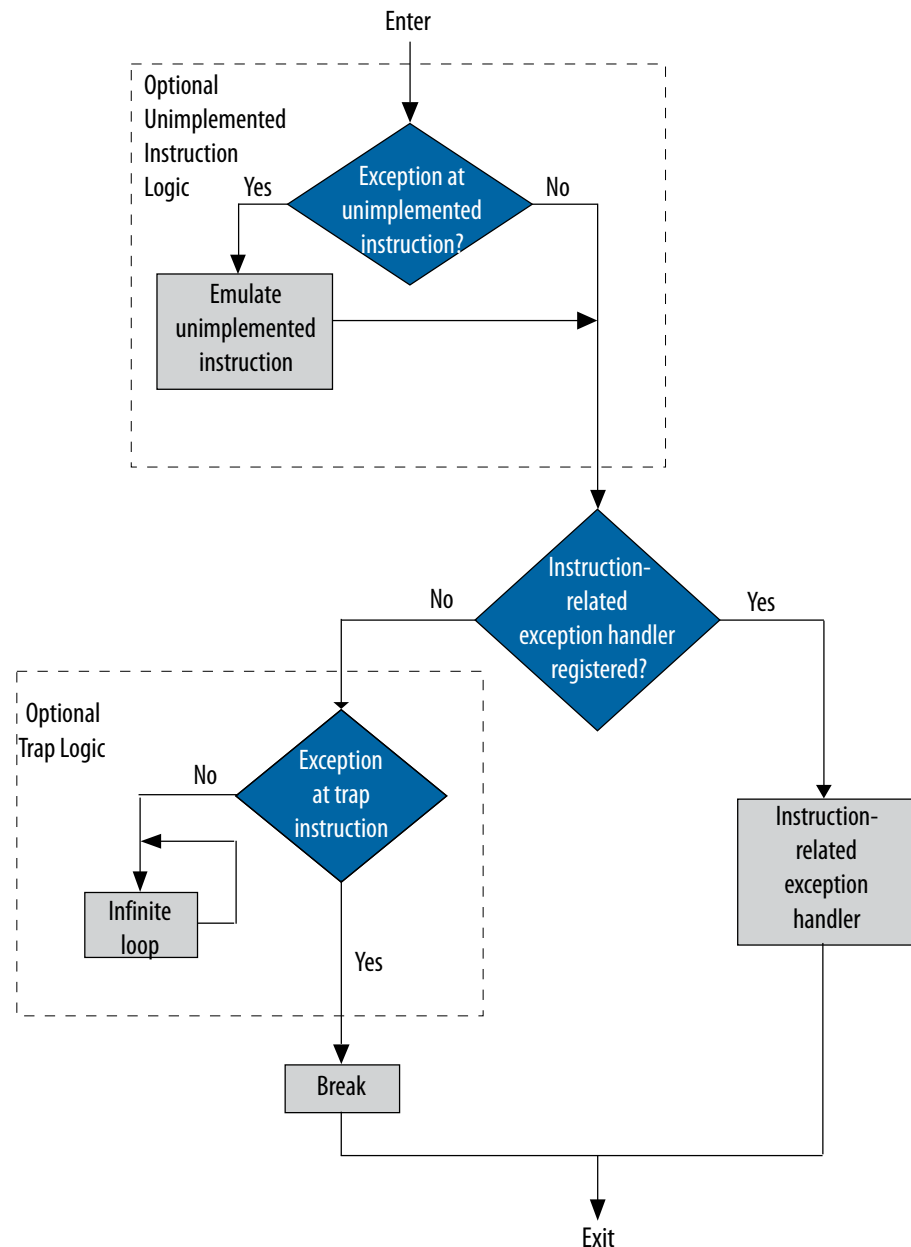 Enter
Optional
Unimplemented
Instruction
Logic
Yes
Exception at
unimplemented
instruction?
No
Emulate
unimplemented
instruction
Instruction-
related
exception handler
registered?
No
Yes
Optional
Trap Logic
No
Exception
at trap
instruction
Instruction-
related
exception
handler
Infinite
loop
Yes
Break
Exit